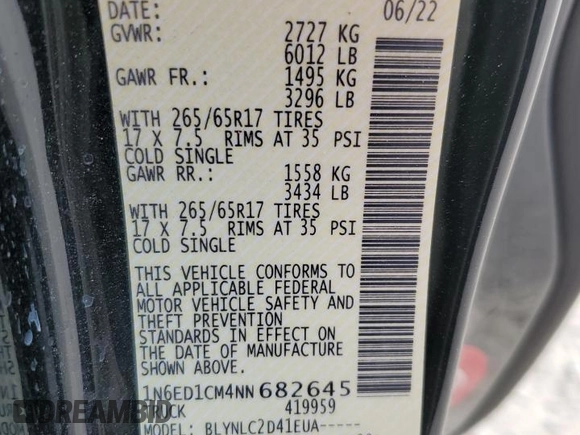 DATE: 06/22
GVWR: 2727 KG
6012 LB
GAWR FR.: 1495 KG
3296 LB
WITH 265/65R17 TIRES
17 X 7.5 RIMS AT 35 PSI
COLD SINGLE
GAWR RR.: 1558 KG
3434 LB
WITH 265/65R17 TIRES
17 X 7.5 RIMS AT 35 PSI
COLD SINGLE
THIS VEHICLE CONFORMS TO
ALL APPLICABLE FEDERAL
MOTOR VEHICLE SAFETY AND
THEFT PREVENTION
STANDARDS IN EFFECT ON
THE DATE OF MANUFACTURE
SHOWN ABOVE.
1N6ED1CM4NN682645
419959
MODEL: BLYNLC2D41EUA-----
DREAMBID